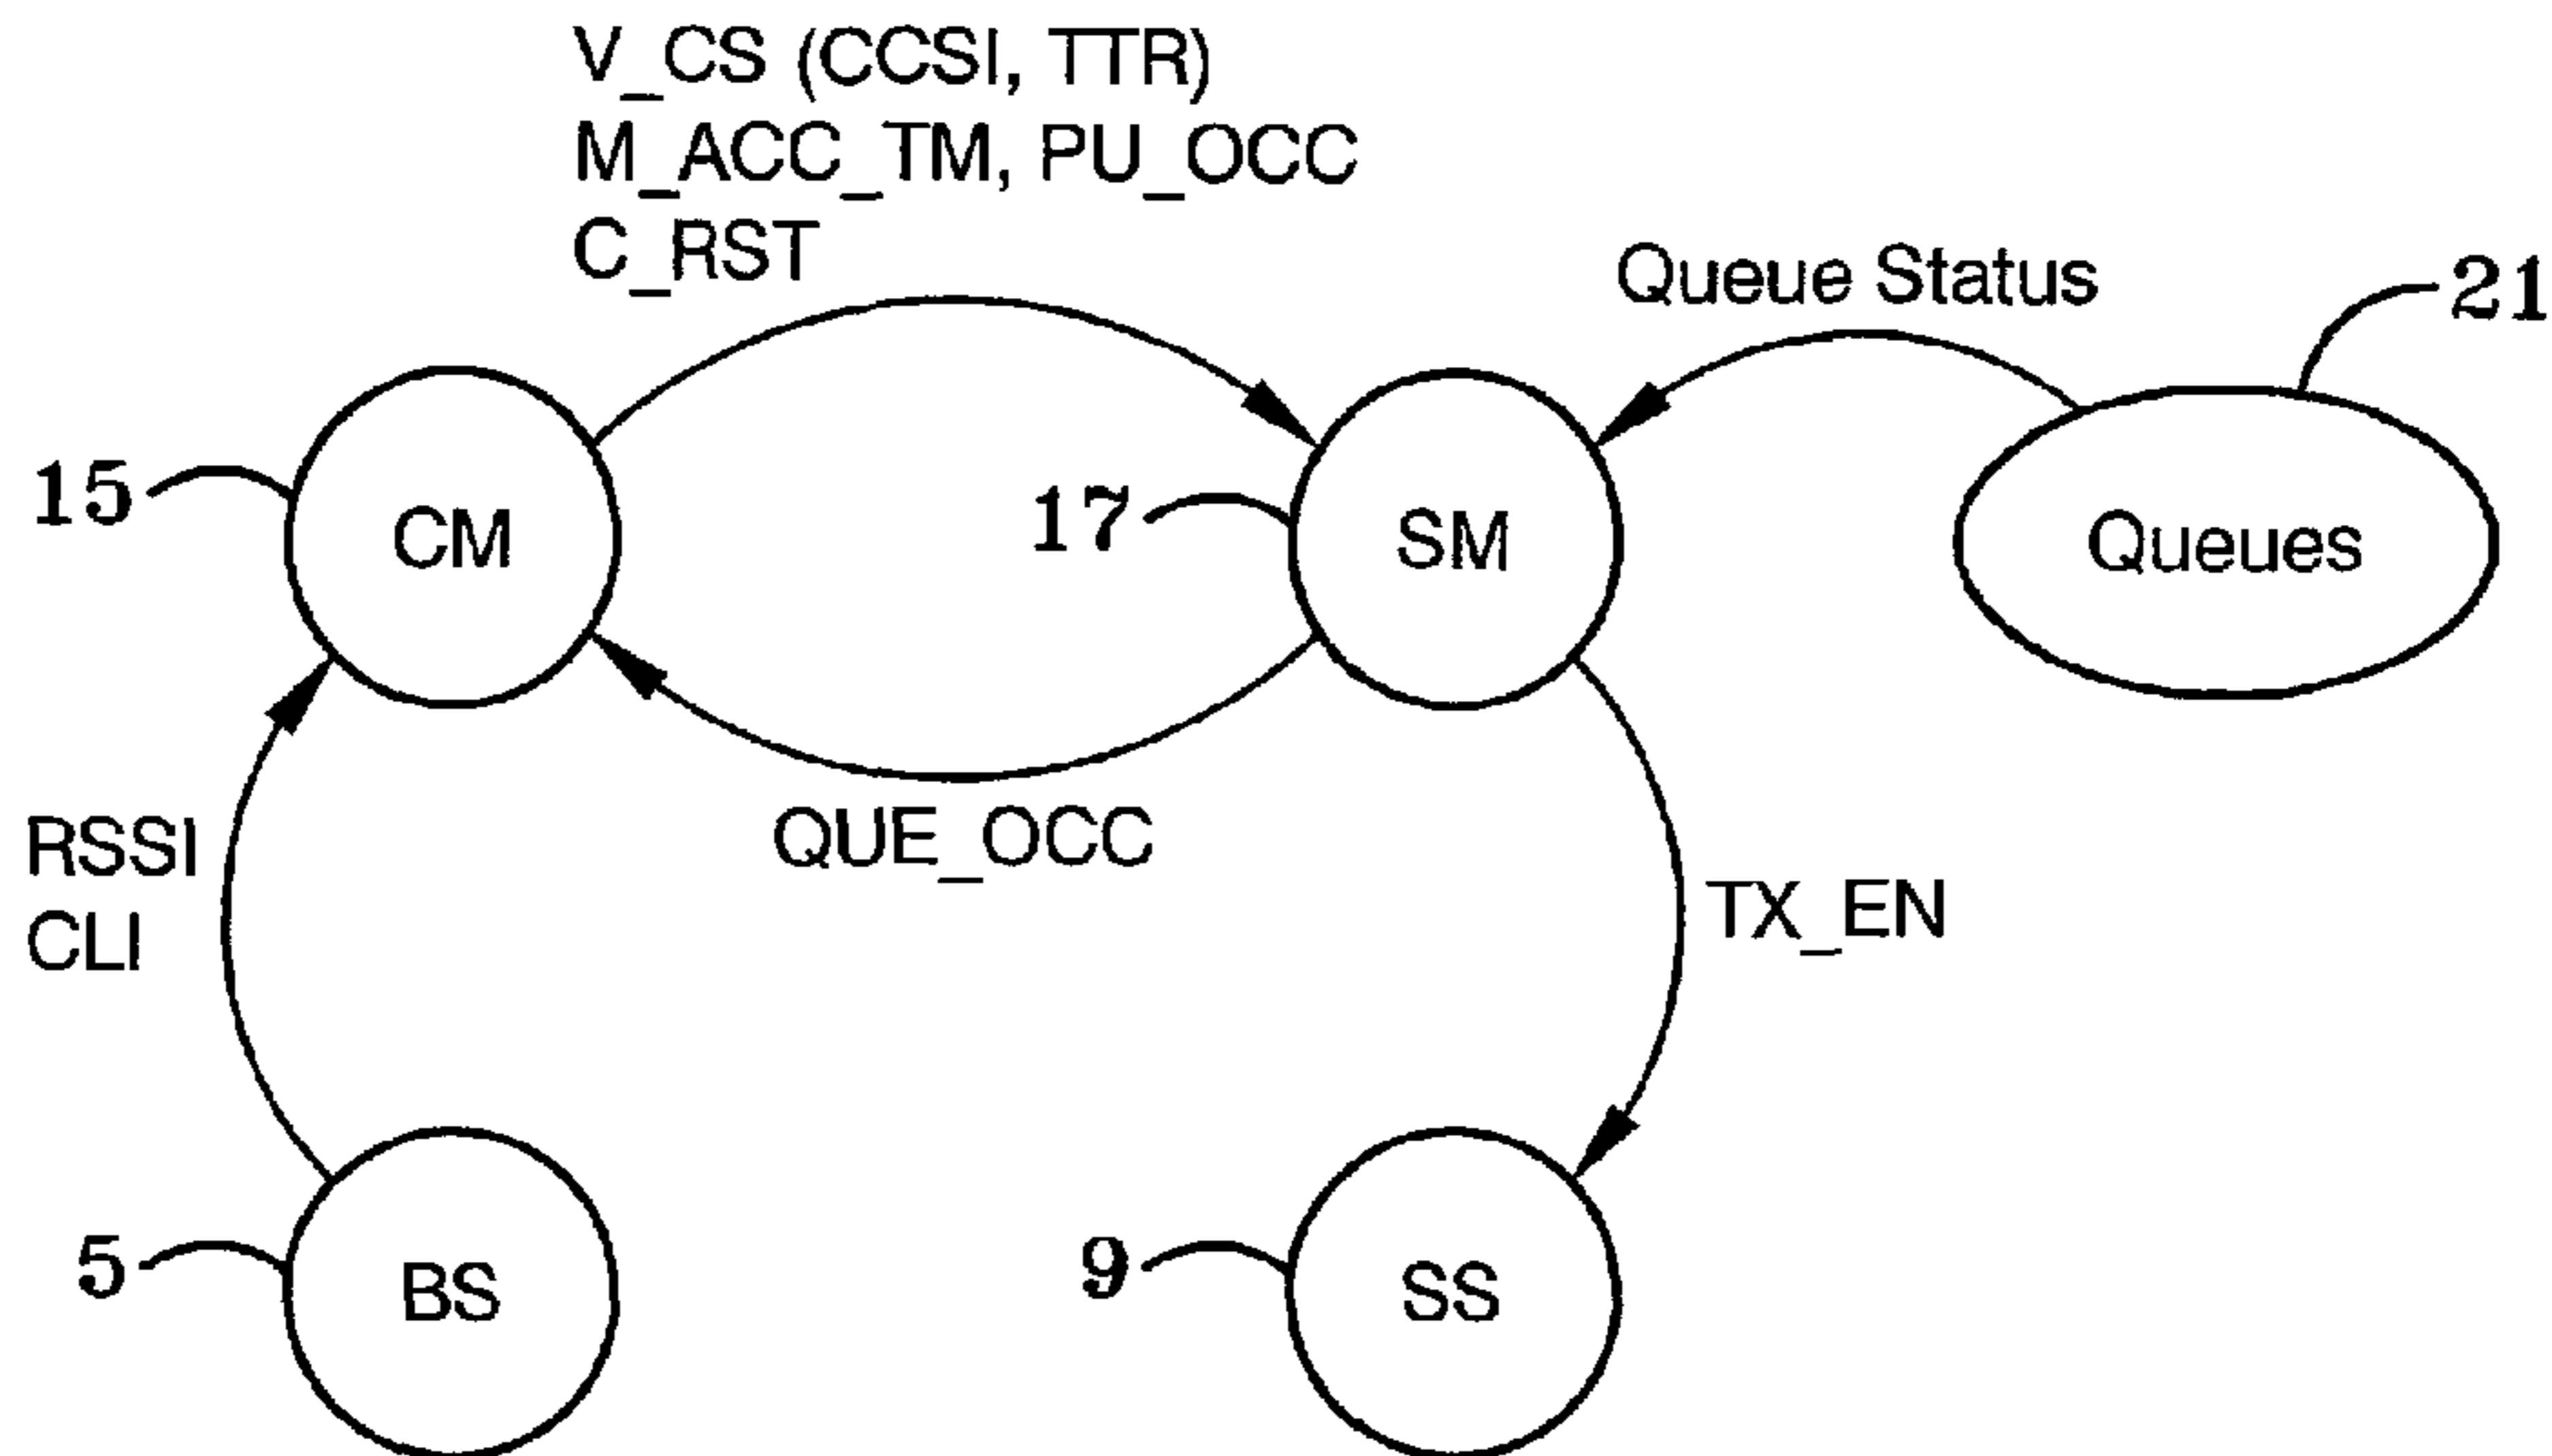 V_CS (CCSI, TTR)
M_ACC_TM, PU_OCC
C_RST
Queue Status
21
15
CM
17
SM
Queues
RSSI
CLI
QUE_OCC
TX_EN
5
BS
9
SS